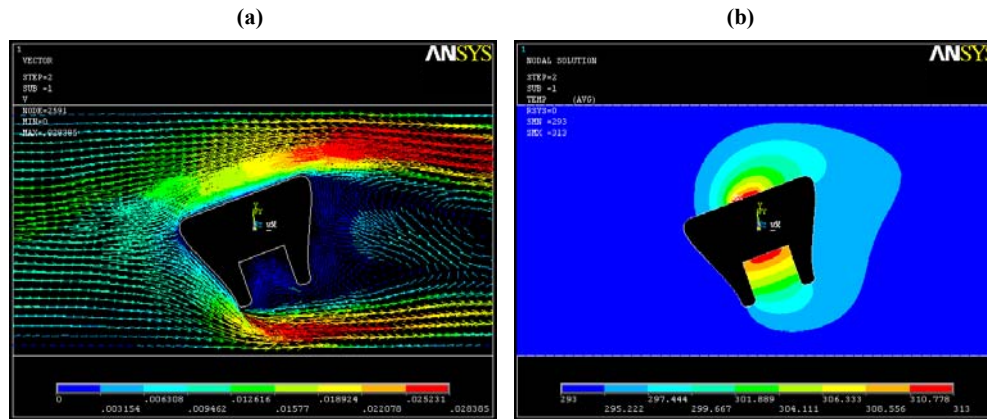 (a)
(b)
1
ANSYS
VECTOR
STEP=2
SUB =1
V
NODE=2591
MIN=0
MAX=.028385
0
.003154
.006308
.009462
.012616
.01577
.018924
.022078
.025231
.028385
1
ANSYS
NODAL SOLUTION
STEP=2
SUB =1
TEMP (AVG)
RSYS=0
SMN =293
SMX =313
293
295.222
297.444
299.667
301.889
304.111
306.333
308.556
310.778
313